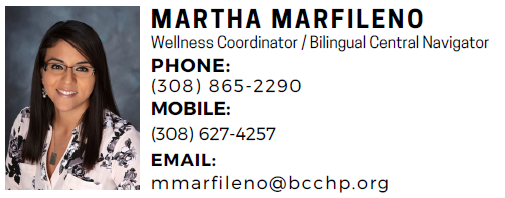 MARTHA MARFILENO
Wellness Coordinator / Bilingual Central Navigator
PHONE:
(308) 865-2290
MOBILE:
(308) 627-4257
EMAIL:
mmarfileno@bcchp.org